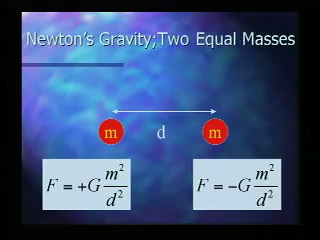 Newton's Gravity;Two Equal Masses
m d m
F = +G m²/d² F = −G m²/d²